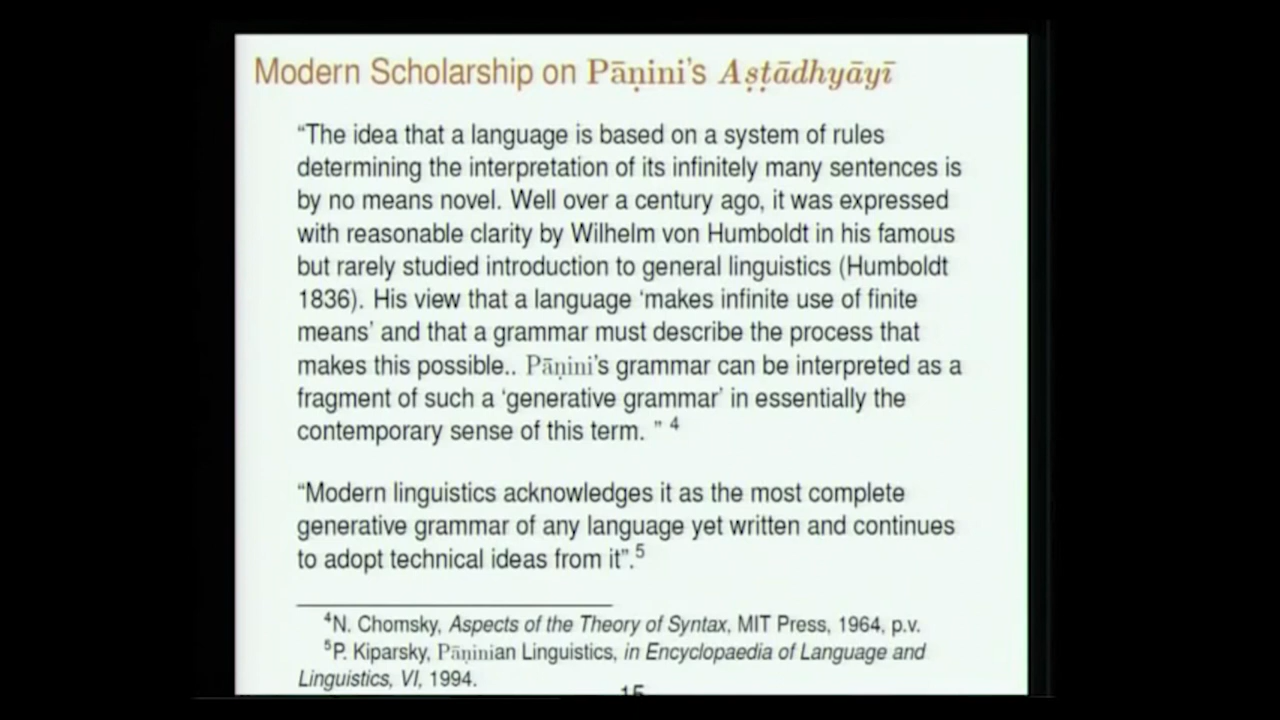 Modern Scholarship on Pāṇini's Aṣṭādhyāyī
“The idea that a language is based on a system of rules
determining the interpretation of its infinitely many sentences is
by no means novel. Well over a century ago, it was expressed
with reasonable clarity by Wilhelm von Humboldt in his famous
but rarely studied introduction to general linguistics (Humboldt
1836). His view that a language ‘makes infinite use of finite
means’ and that a grammar must describe the process that
makes this possible.. Pāṇini's grammar can be interpreted as a
fragment of such a ‘generative grammar’ in essentially the
contemporary sense of this term. ” 4
“Modern linguistics acknowledges it as the most complete
generative grammar of any language yet written and continues
to adopt technical ideas from it”.5
4N. Chomsky, Aspects of the Theory of Syntax, MIT Press, 1964, p.v.
5P. Kiparsky, Pāṇinian Linguistics, in Encyclopaedia of Language and
Linguistics, VI, 1994.
15